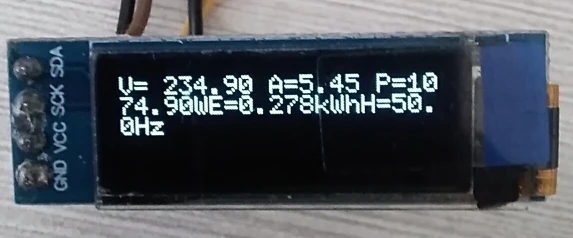 GND VCC SCK SDA
V= 234.90 A=5.45 P=10
74.90WE=0.278kWhH=50.
0Hz